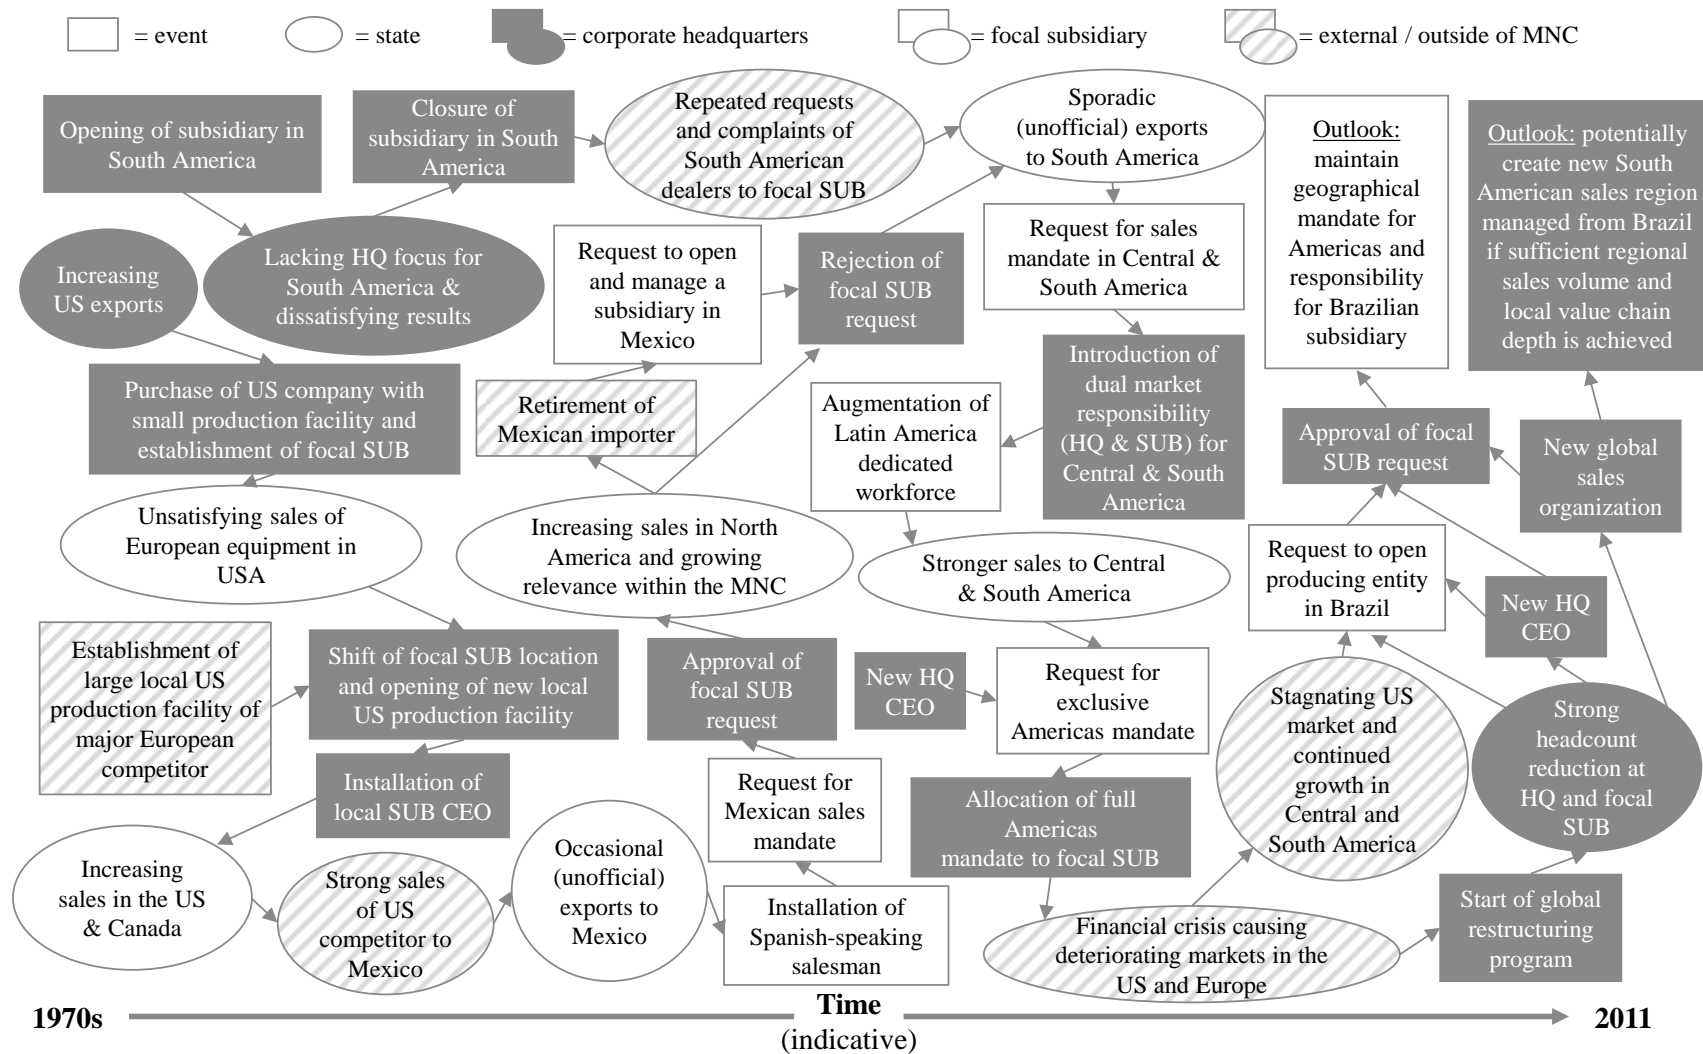 = event
= state
= corporate headquarters
= focal subsidiary
= external / outside of MNC
Opening of subsidiary in
South America
Closure of
subsidiary in South
America
Repeated requests
and complaints of
South American
dealers to focal SUB
Sporadic
(unofficial) exports
to South America
Outlook:
maintain
geographical
mandate for
Americas and
responsibility
for Brazilian
subsidiary
Outlook: potentially
create new South
American sales region
managed from Brazil
if sufficient regional
sales volume and
local value chain
depth is achieved
Increasing
US exports
Lacking HQ focus for
South America &
dissatisfying results
Request to open
and manage a
subsidiary in
Mexico
Rejection of
focal SUB
request
Request for sales
mandate in Central &
South America
Purchase of US company with
small production facility and
establishment of focal SUB
Retirement of
Mexican importer
Augmentation of
Latin America
dedicated
workforce
Introduction of
dual market
responsibility
(HQ & SUB) for
Central & South
America
Approval of focal
SUB request
New global
sales
organization
Unsatisfying sales of
European equipment in
USA
Increasing sales in North
America and growing
relevance within the MNC
Stronger sales to Central
& South America
Request to open
producing entity
in Brazil
New HQ
CEO
Establishment of
large local US
production facility of
major European
competitor
Shift of focal SUB location
and opening of new local
US production facility
Approval of
focal SUB
request
New HQ
CEO
Request for
exclusive
Americas mandate
Stagnating US
market and
continued
growth in
Central and
South America
Strong
headcount
reduction at
HQ and focal
SUB
Installation of
local SUB CEO
Request for
Mexican sales
mandate
Allocation of full
Americas
mandate to focal SUB
Increasing
sales in the US
& Canada
Strong sales
of US
competitor to
Mexico
Occasional
(unofficial)
exports to
Mexico
Installation of
Spanish-speaking
salesman
Financial crisis causing
deteriorating markets in the
US and Europe
Start of global
restructuring
program
1970s
Time
(indicative)
2011